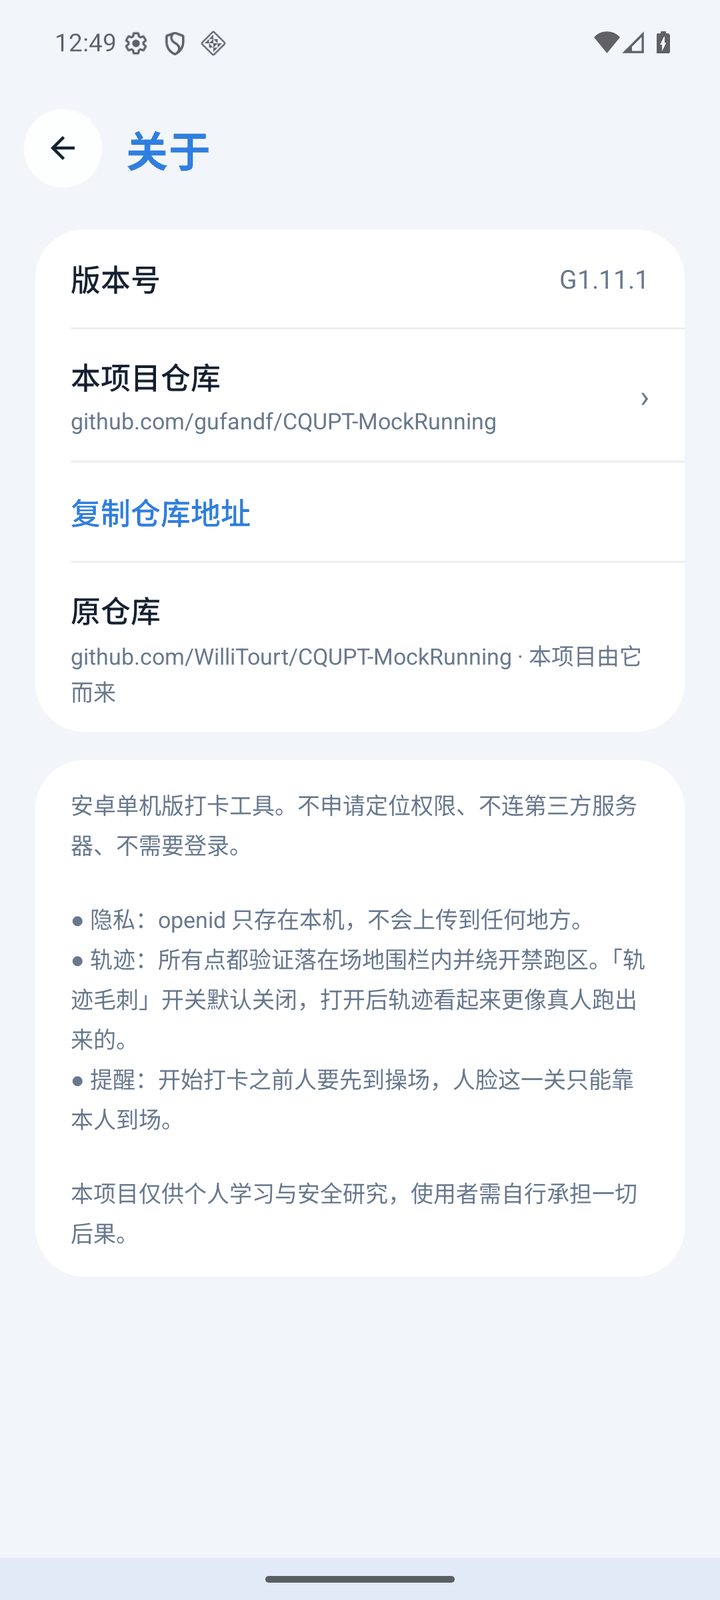 12:49
关于
版本号
G1.11.1
本项目仓库
github.com/gufandf/CQUPT-MockRunning
›
复制仓库地址
原仓库
github.com/WilliTourt/CQUPT-MockRunning · 本项目由它
而来
安卓单机版打卡工具。不申请定位权限、不连第三方服务
器、不需要登录。
● 隐私：openid 只存在本机，不会上传到任何地方。
● 轨迹：所有点都验证落在场地围栏内并绕开禁跑区。「轨
迹毛刺」开关默认关闭，打开后轨迹看起来更像真人跑出
来的。
● 提醒：开始打卡之前人要先到操场，人脸这一关只能靠
本人到场。
本项目仅供个人学习与安全研究，使用者需自行承担一切
后果。